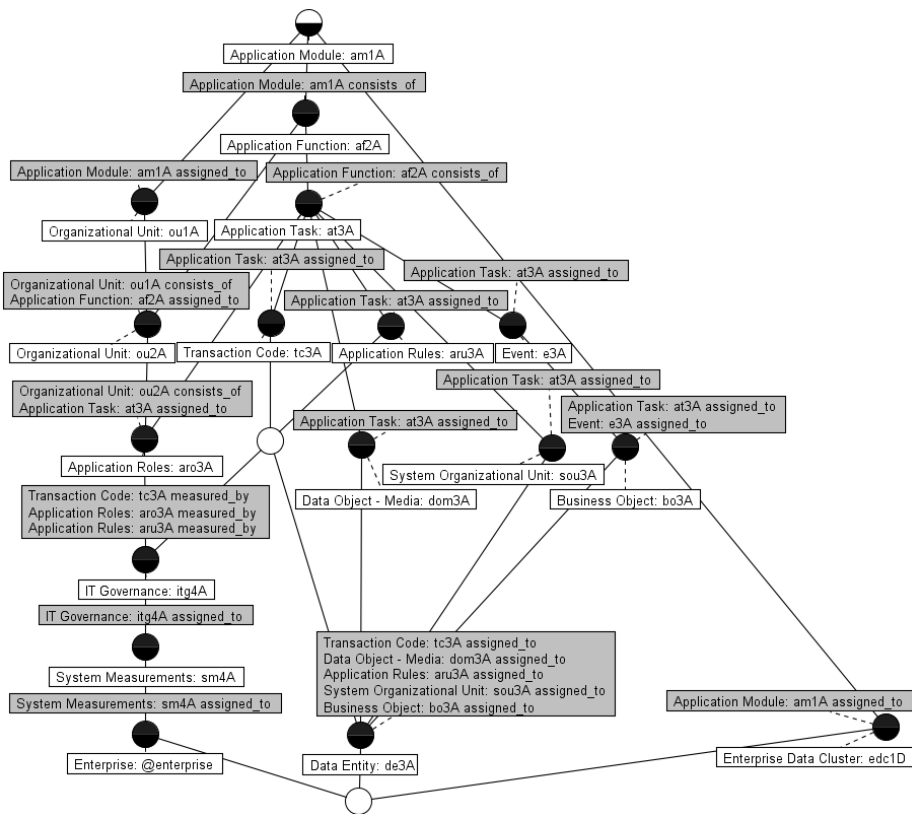 Application Module: am1A
Application Module: am1A consists_of
Application Function: af2A
Application Module: am1A assigned_to
Application Function: af2A consists_of
Organizational Unit: ou1A
Application Task: at3A
Application Task: at3A assigned_to
Application Task: at3A assigned_to
Organizational Unit: ou1A consists_of
Application Function: af2A assigned_to
Application Task: at3A assigned_to
Organizational Unit: ou2A
Transaction Code: tc3A
Application Rules: aru3A
Event: e3A
Application Task: at3A assigned_to
Organizational Unit: ou2A consists_of
Application Task: at3A assigned_to
Application Task: at3A assigned_to
Event: e3A assigned_to
Application Task: at3A assigned_to
Application Roles: aro3A
System Organizational Unit: sou3A
Data Object - Media: dom3A
Business Object: bo3A
Transaction Code: tc3A measured_by
Application Roles: aro3A measured_by
Application Rules: aru3A measured_by
IT Governance: itg4A
IT Governance: itg4A assigned_to
Transaction Code: tc3A assigned_to
Data Object - Media: dom3A assigned_to
Application Rules: aru3A assigned_to
System Organizational Unit: sou3A assigned_to
Business Object: bo3A assigned_to
System Measurements: sm4A
System Measurements: sm4A assigned_to
Application Module: am1A assigned_to
Enterprise: @enterprise
Data Entity: de3A
Enterprise Data Cluster: edc1D